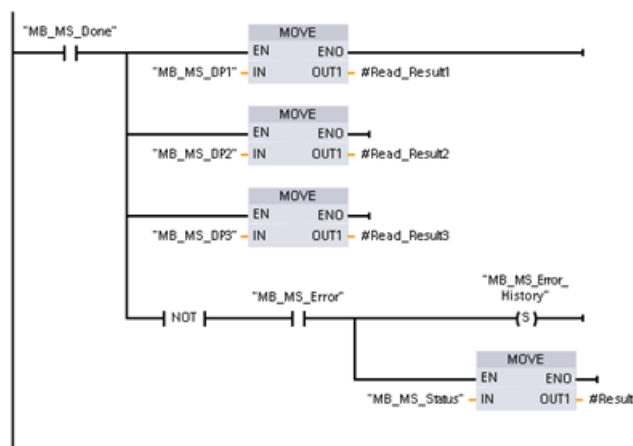 "MB_MS_Done"
MOVE
EN ENO
"MB_MS_DP1" IN OUT1 #Read_Result1
MOVE
EN ENO
"MB_MS_DP2" IN OUT1 #Read_Result2
MOVE
EN ENO
"MB_MS_DP3" IN OUT1 #Read_Result3
"MB_MS_Error_
History"
"MB_MS_Error"
NOT S
MOVE
EN ENO
"MB_MS_Status" IN OUT1 #Result